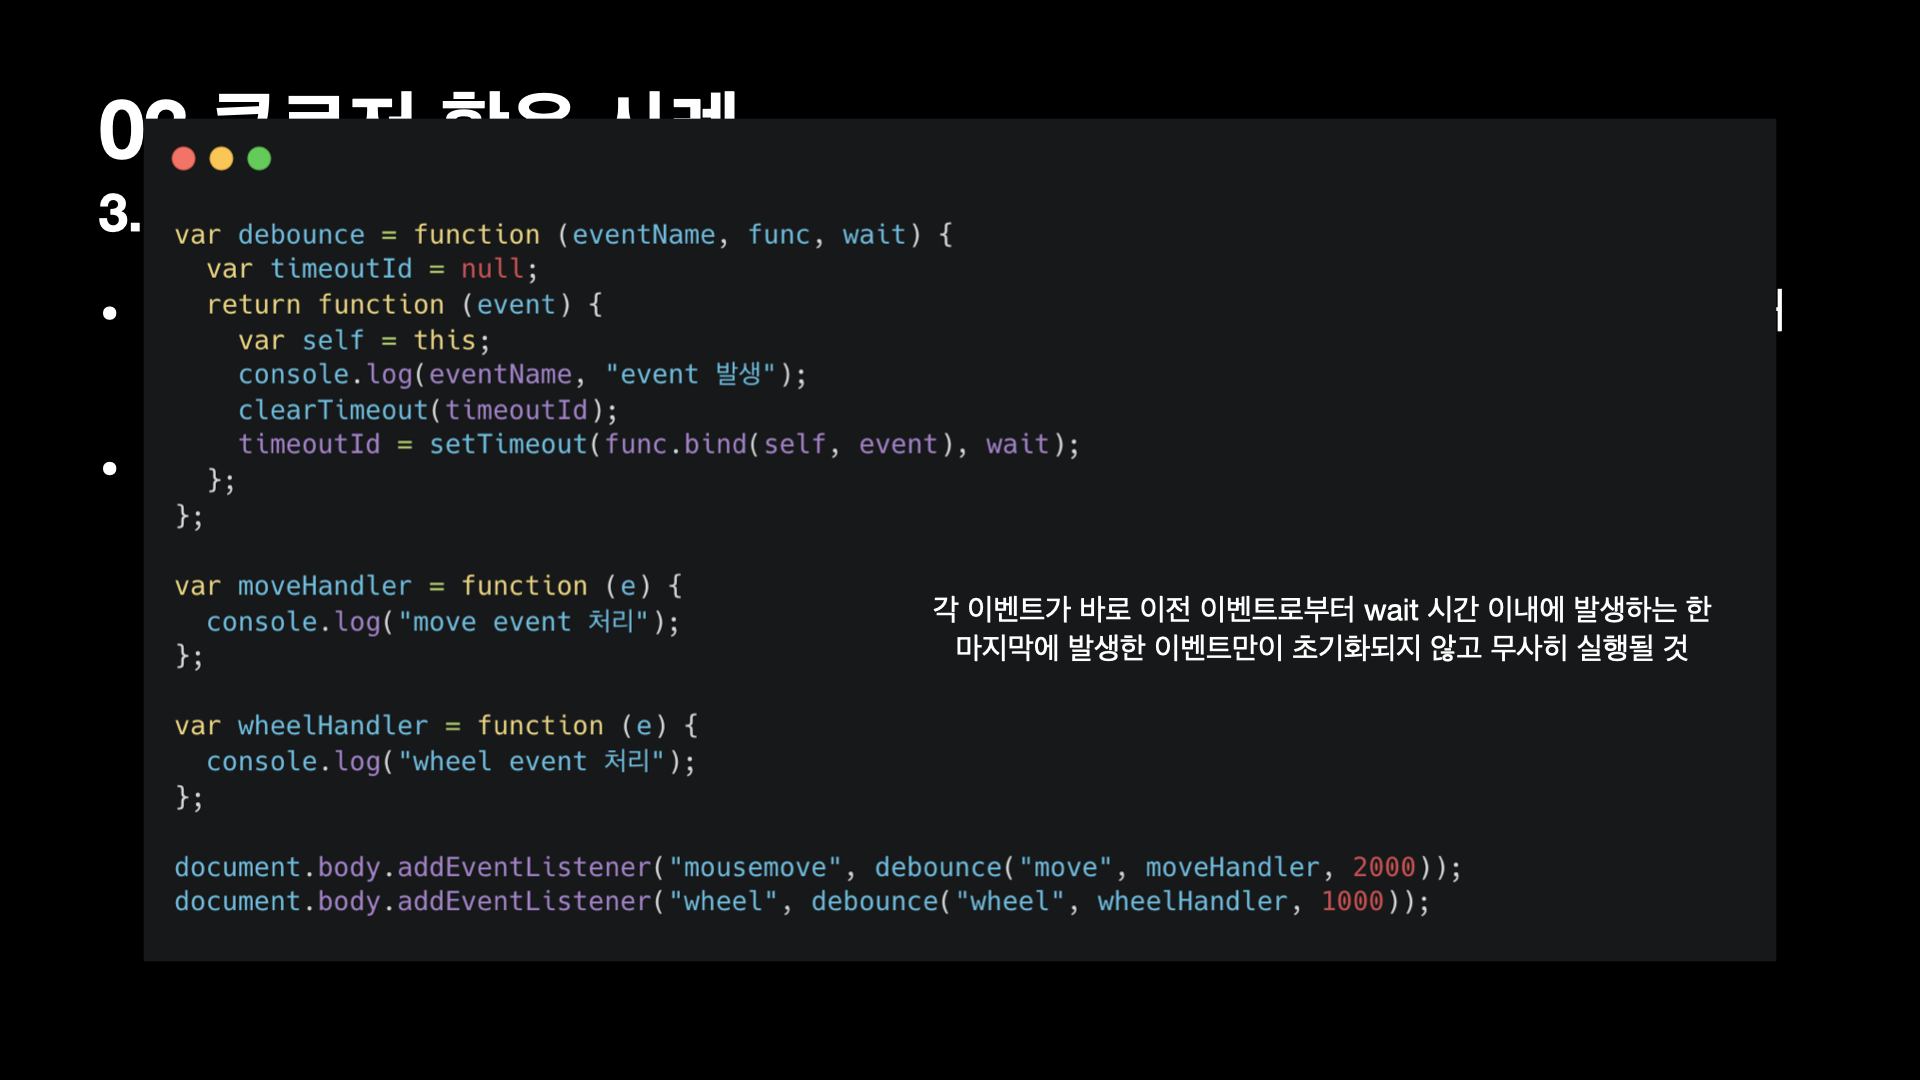 3.
var debounce = function (eventName, func, wait) {
  var timeoutId = null;
  return function (event) {
    var self = this;
    console.log(eventName, "event 발생");
    clearTimeout(timeoutId);
    timeoutId = setTimeout(func.bind(self, event), wait);
  };
};
var moveHandler = function (e) {
  console.log("move event 처리");
};
각 이벤트가 바로 이전 이벤트로부터 wait 시간 이내에 발생하는 한
마지막에 발생한 이벤트만이 초기화되지 않고 무사히 실행될 것
var wheelHandler = function (e) {
  console.log("wheel event 처리");
};
document.body.addEventListener("mousemove", debounce("move", moveHandler, 2000));
document.body.addEventListener("wheel", debounce("wheel", wheelHandler, 1000));